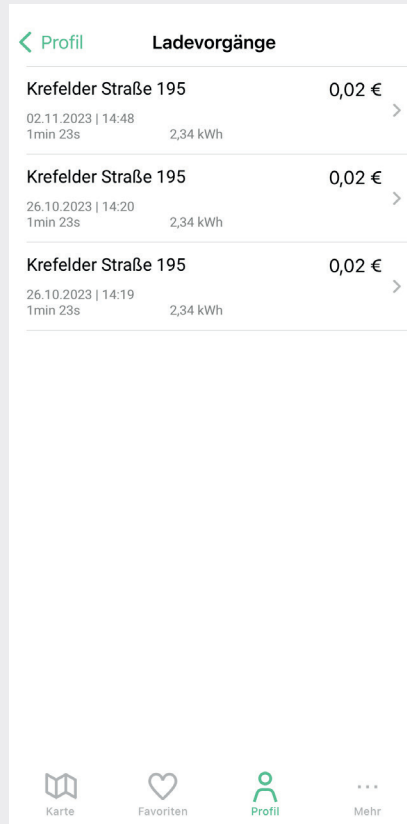 Profil Ladevorgänge
Krefelder Straße 195 0,02 €
02.11.2023 | 14:48
1min 23s 2,34 kWh
Krefelder Straße 195 0,02 €
26.10.2023 | 14:20
1min 23s 2,34 kWh
Krefelder Straße 195 0,02 €
26.10.2023 | 14:19
1min 23s 2,34 kWh
Karte Favoriten Profil Mehr